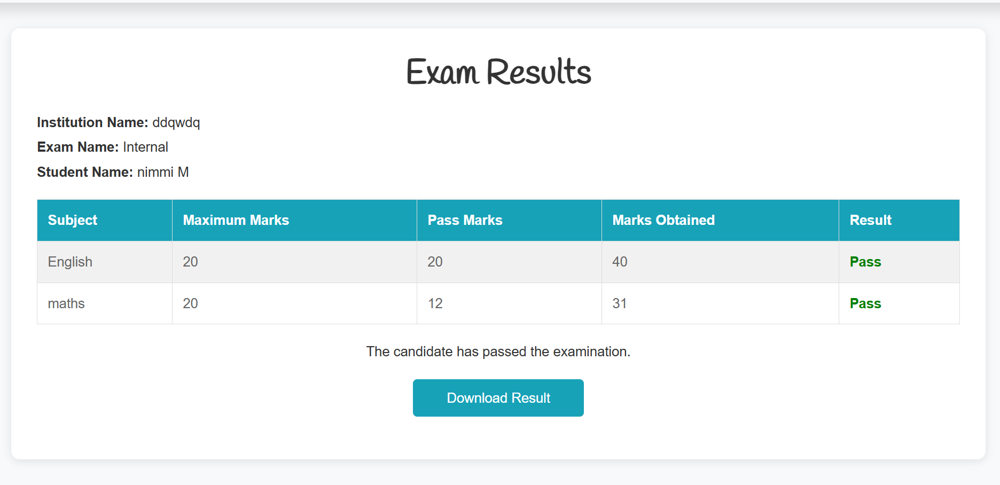 Exam Results
Institution Name: ddqwdq
Exam Name: Internal
Student Name: nimmi M
Subject Maximum Marks Pass Marks Marks Obtained Result
English 20 20 40 Pass
maths 20 12 31 Pass
The candidate has passed the examination.
Download Result